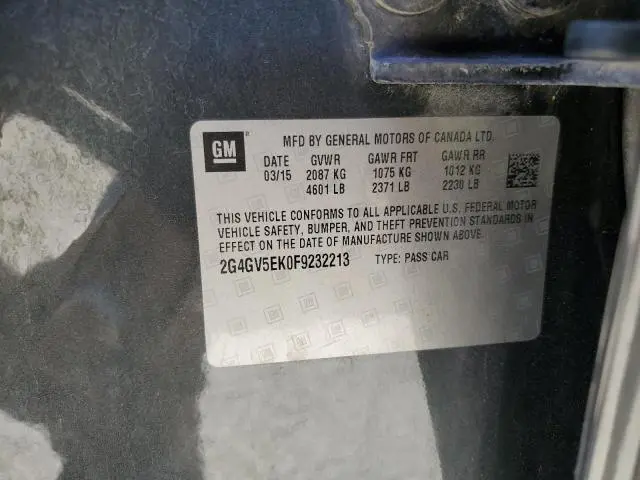 GM
MFD BY GENERAL MOTORS OF CANADA LTD.
DATE GVWR GAWR FRT GAWR RR
03/15 2087 KG 1075 KG 1012 KG
4601 LB 2371 LB 2230 LB
THIS VEHICLE CONFORMS TO ALL APPLICABLE U.S. FEDERAL MOTOR
VEHICLE SAFETY, BUMPER, AND THEFT PREVENTION STANDARDS IN
EFFECT ON THE DATE OF MANUFACTURE SHOWN ABOVE.
2G4GV5EK0F9232213 TYPE: PASS CAR